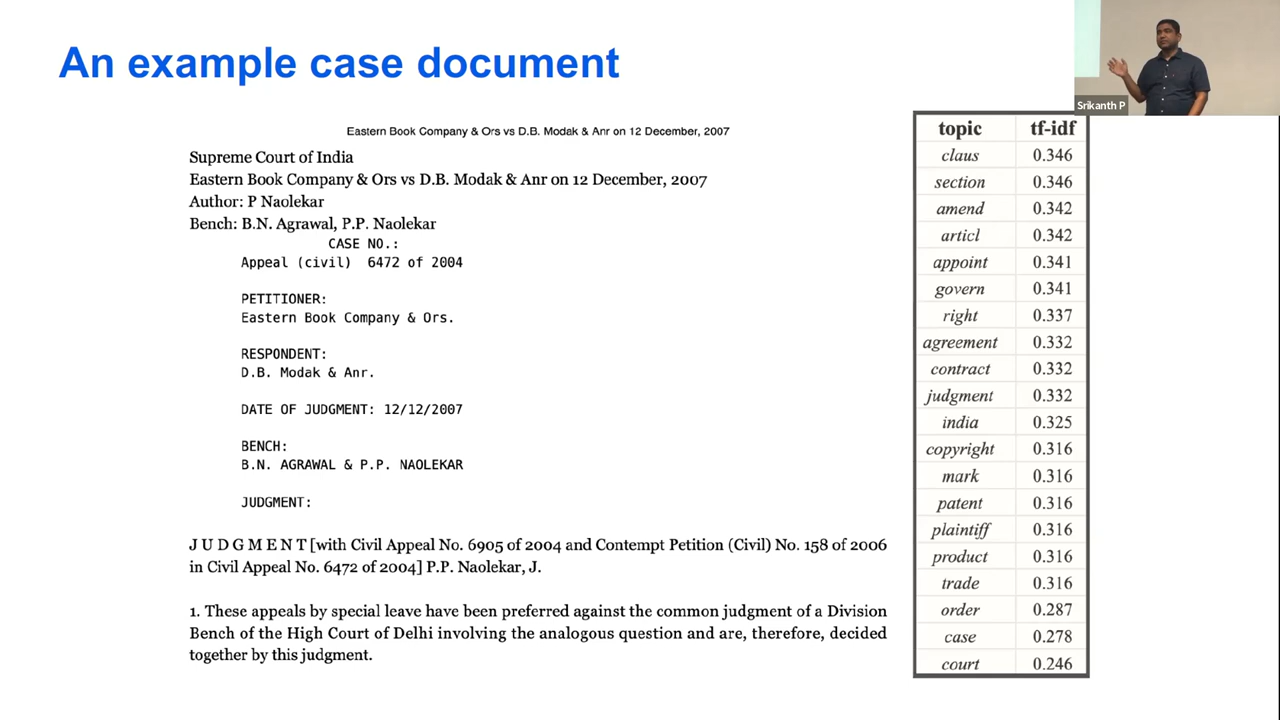 An example case document
Srikanth P
Eastern Book Company & Ors vs D.B. Modak & Anr on 12 December, 2007
Supreme Court of India
Eastern Book Company & Ors vs D.B. Modak & Anr on 12 December, 2007
Author: P Naolekar
Bench: B.N. Agrawal, P.P. Naolekar
CASE NO.:
Appeal (civil) 6472 of 2004
PETITIONER:
Eastern Book Company & Ors.
RESPONDENT:
D.B. Modak & Anr.
DATE OF JUDGMENT: 12/12/2007
BENCH:
B.N. AGRAWAL & P.P. NAOLEKAR
JUDGMENT:
J U D G M E N T [with Civil Appeal No. 6905 of 2004 and Contempt Petition (Civil) No. 158 of 2006
in Civil Appeal No. 6472 of 2004] P.P. Naolekar, J.
1. These appeals by special leave have been preferred against the common judgment of a Division
Bench of the High Court of Delhi involving the analogous question and are, therefore, decided
together by this judgment.
topic tf-idf
claus 0.346
section 0.346
amend 0.342
articl 0.342
appoint 0.341
govern 0.341
right 0.337
agreement 0.332
contract 0.332
judgment 0.332
india 0.325
copyright 0.316
mark 0.316
patent 0.316
plaintiff 0.316
product 0.316
trade 0.316
order 0.287
case 0.278
court 0.246